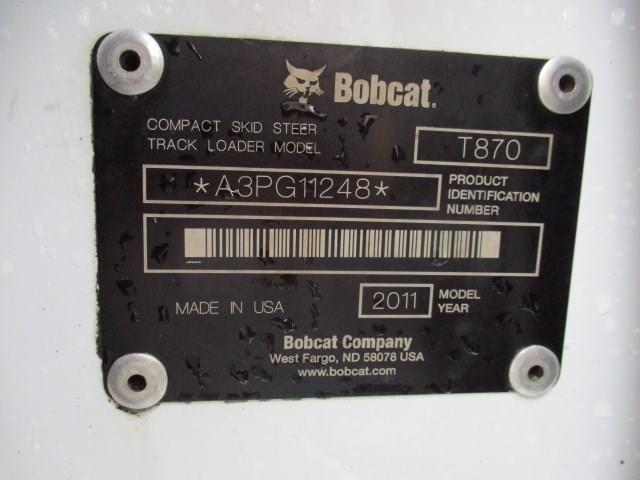 Bobcat.
COMPACT SKID STEER
TRACK LOADER MODEL
T870
*A3PG11248*
PRODUCT
IDENTIFICATION
NUMBER
MADE IN USA
2011
MODEL
YEAR
Bobcat Company
West Fargo, ND 58078 USA
www.bobcat.com